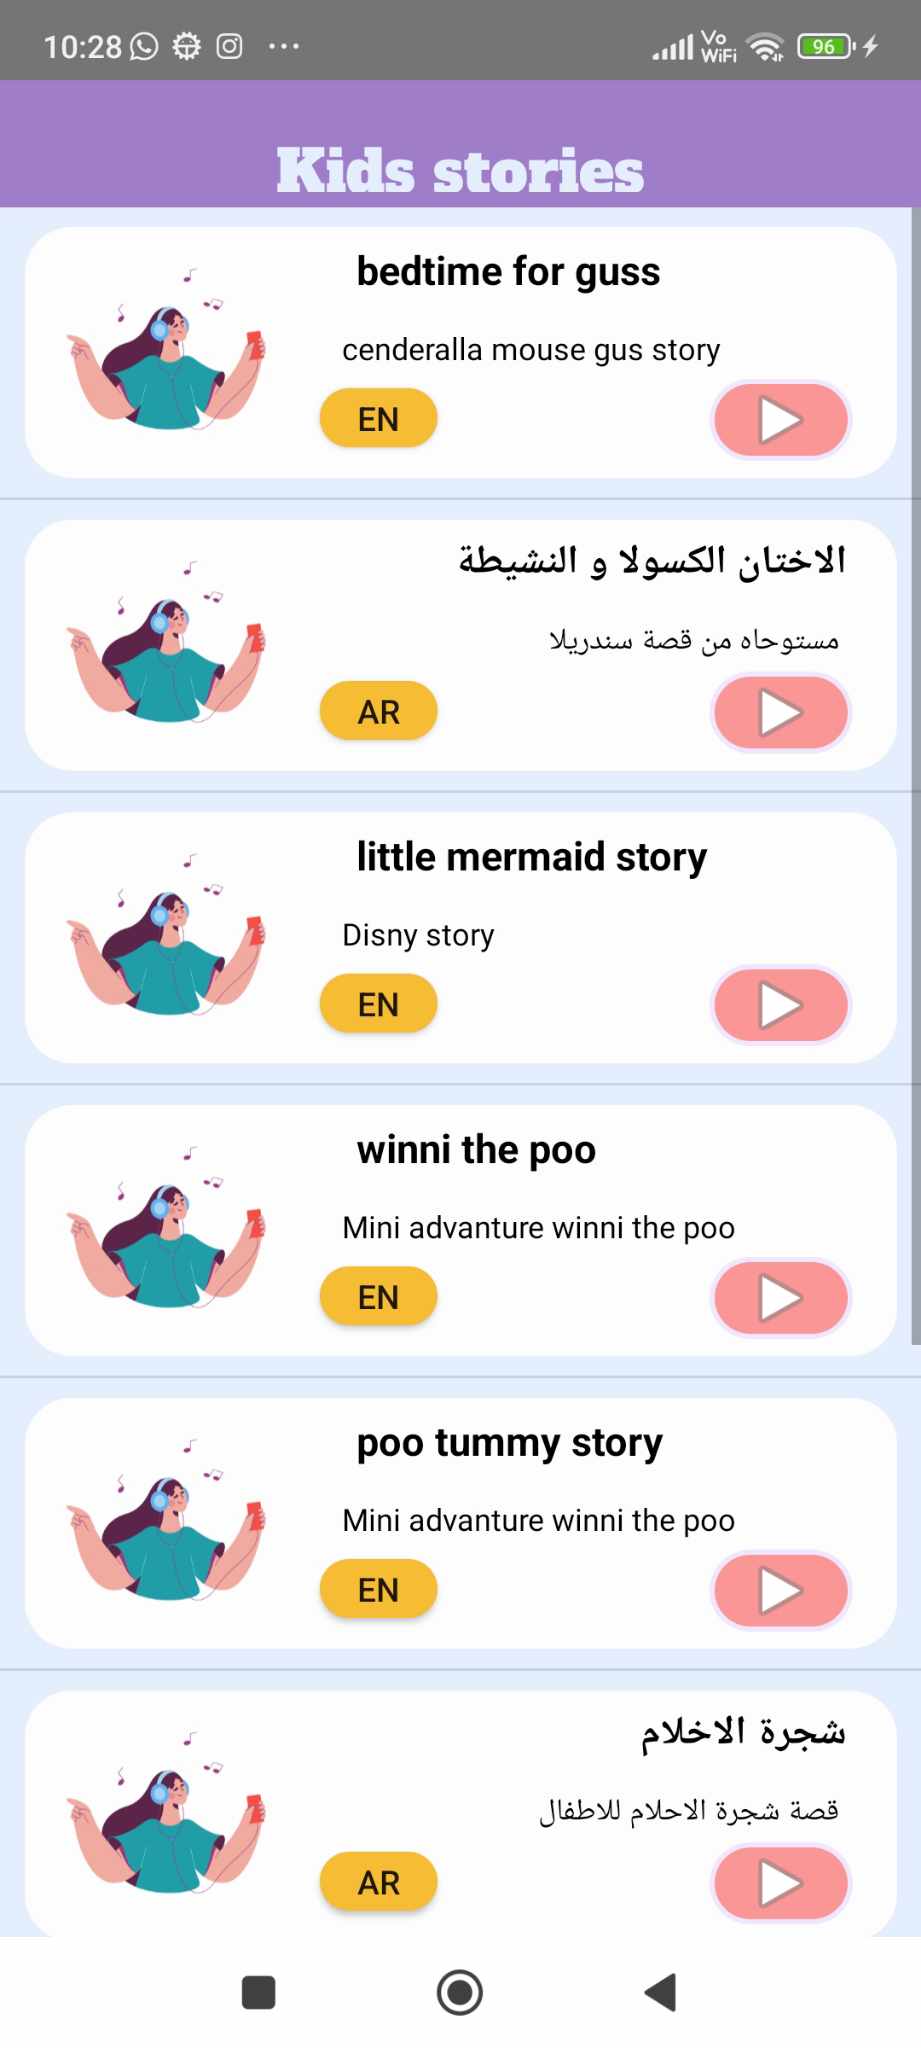 10:28
Vo
WiFi
96
Kids stories
bedtime for guss
cenderalla mouse gus story
EN
الاختان الكسولا و النشيطة
مستوحاه من قصة سندريلا
AR
little mermaid story
Disny story
EN
winni the poo
Mini advanture winni the poo
EN
poo tummy story
Mini advanture winni the poo
EN
شجرة الاخلام
قصة شجرة الاحلام للاطفال
AR